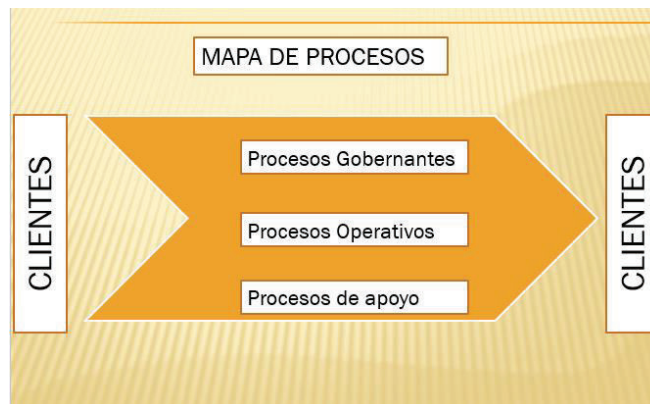 MAPA DE PROCESOS
CLIENTES
Procesos Gobernantes
Procesos Operativos
Procesos de apoyo
CLIENTES